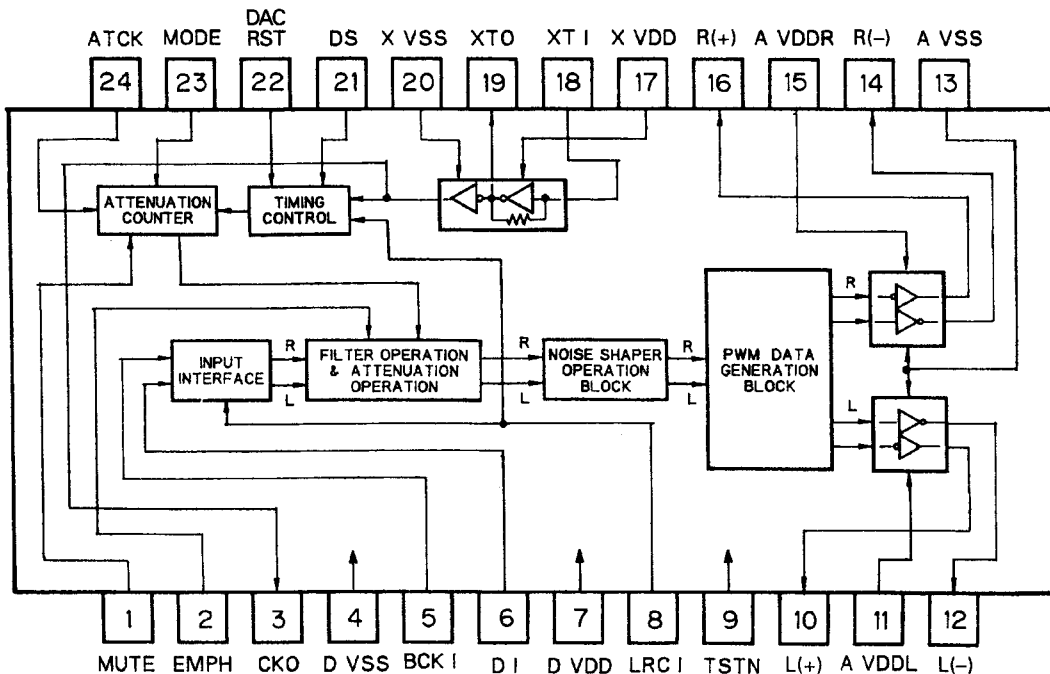 ATCK MODE DAC RST DS X VSS XTO XT I X VDD R(+) A VDDR R(-) A VSS
24 23 22 21 20 19 18 17 16 15 14 13
ATTENUATION
COUNTER
TIMING
CONTROL
INPUT
INTERFACE
R
L
FILTER OPERATION
& ATTENUATION
OPERATION
R
L
NOISE SHAPER
OPERATION
BLOCK
R
L
PWM DATA
GENERATION
BLOCK
R
L
1 2 3 4 5 6 7 8 9 10 11 12
MUTE EMPH CKO D VSS BCK I D I D VDD LRC I TSTN L(+) A VDDL L(-)